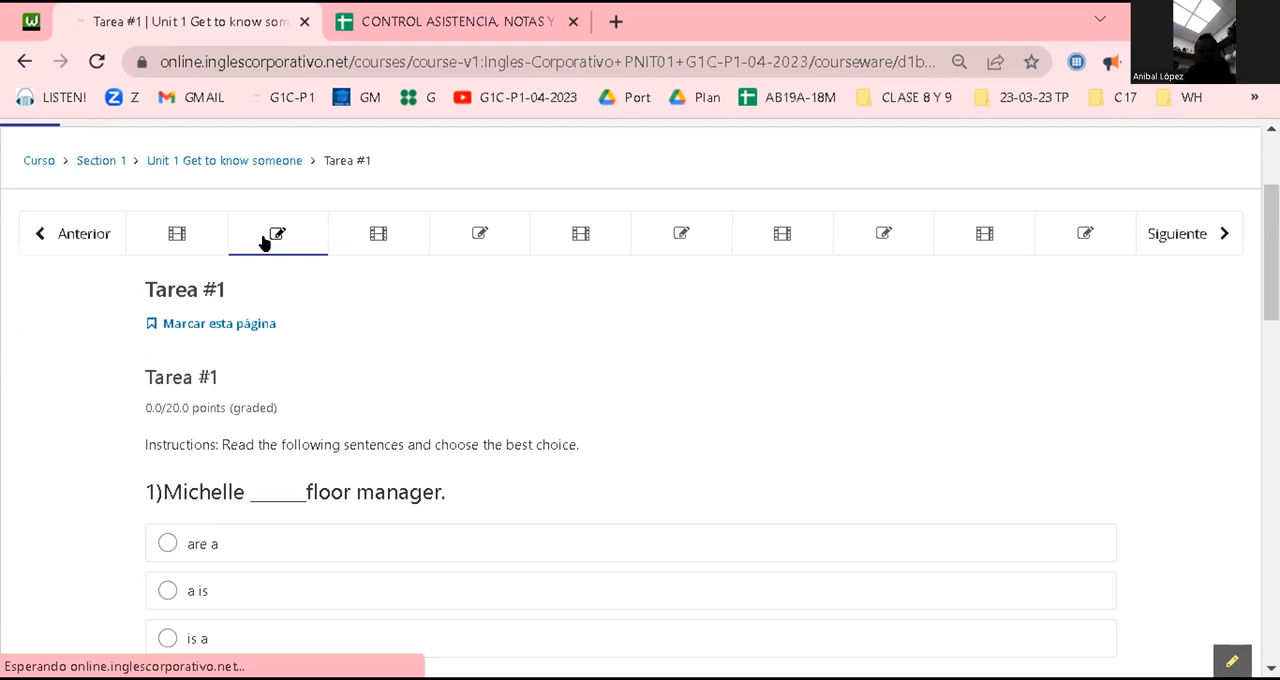 Tarea #1 | Unit 1 Get to know som
CONTROL ASISTENCIA, NOTAS Y
online.inglescorporativo.net/courses/course-v1:Ingles-Corporativo+PNIT01+G1C-P1-04-2023/courseware/d1b...
Anibal López
LISTEN! Z GMAIL G1C-P1 GM G G1C-P1-04-2023 Port Plan AB19A-18M CLASE 8 Y 9 23-03-23 TP C17 WH »
Curso > Section 1 > Unit 1 Get to know someone > Tarea #1
Anterior Siguiente
Tarea #1
Marcar esta página
Tarea #1
0.0/20.0 points (graded)
Instructions: Read the following sentences and choose the best choice.
1)Michelle ______floor manager.
are a
a is
is a
Esperando online.inglescorporativo.net...